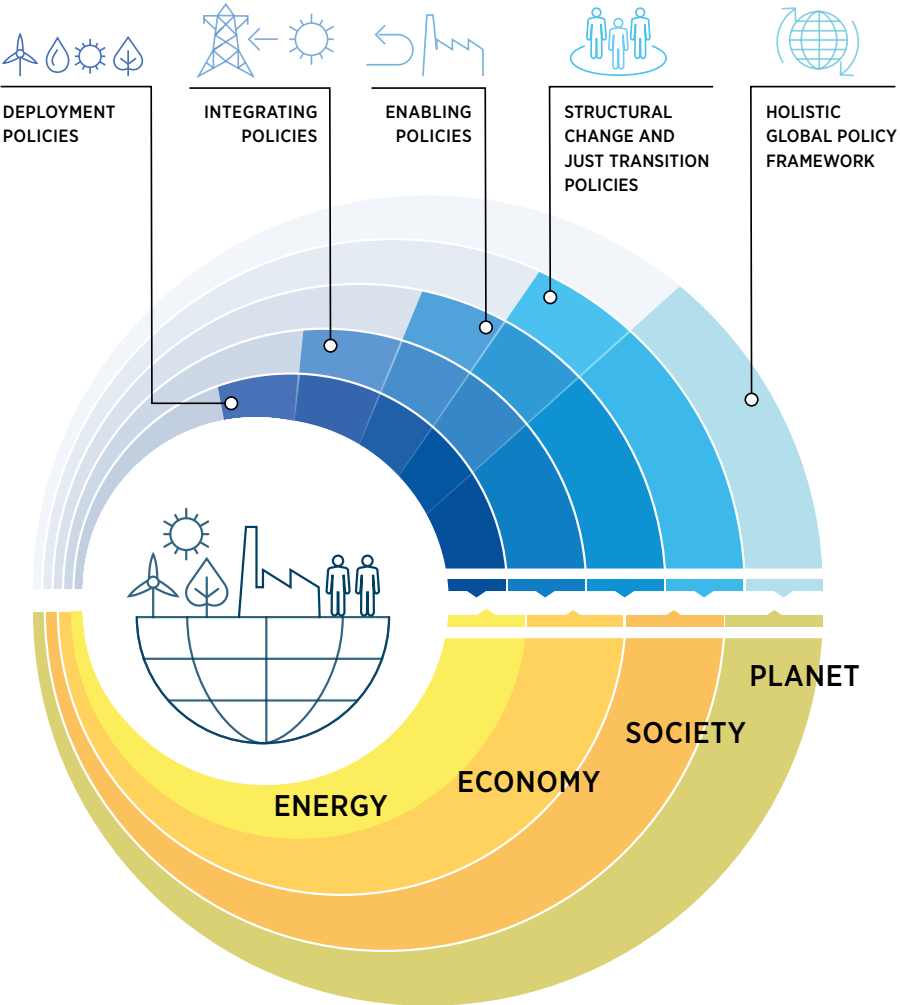 DEPLOYMENT
POLICIES
INTEGRATING
POLICIES
ENABLING
POLICIES
STRUCTURAL
CHANGE AND
JUST TRANSITION
POLICIES
HOLISTIC
GLOBAL POLICY
FRAMEWORK
PLANET
SOCIETY
ECONOMY
ENERGY